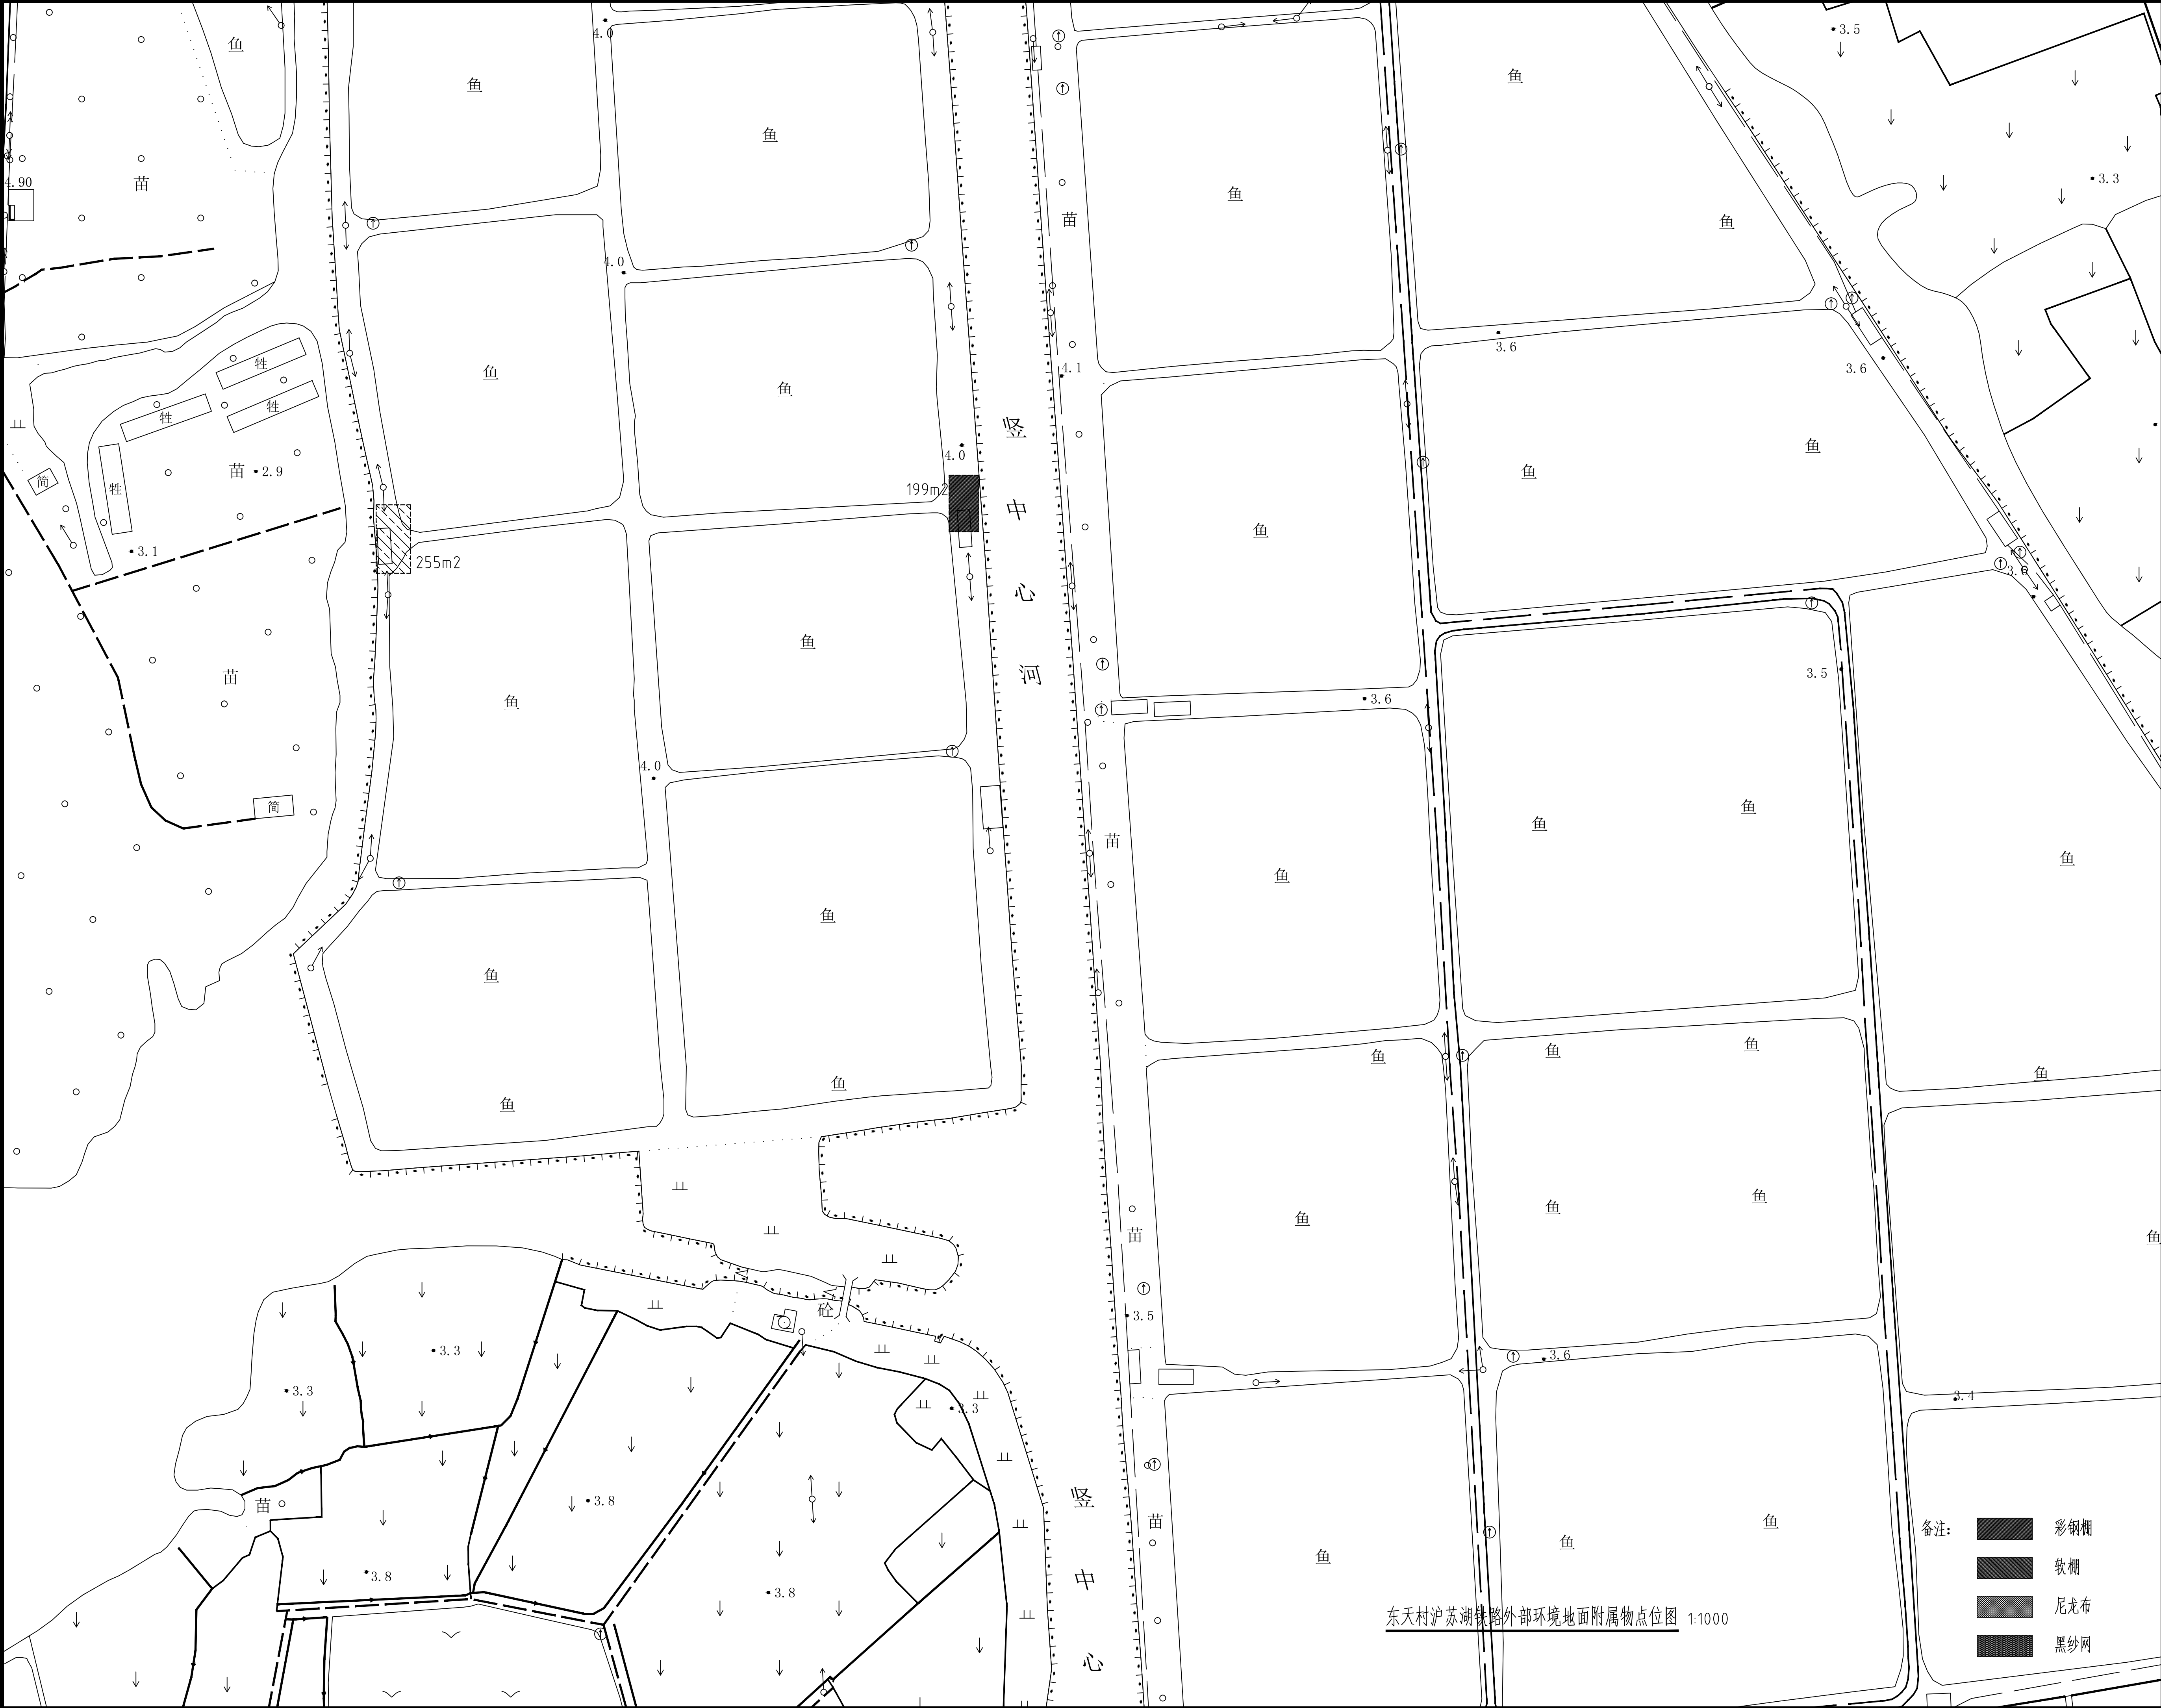 鱼
4.0
3.5
鱼
鱼
鱼
3.3
4.90
苗
鱼
苗
鱼
4.0
3.6
3.6
牲
鱼
鱼
4.1
牲
牲
竖
中
心
河
鱼
4.0
苗
2.9
鱼
简
牲
199m2
鱼
3.1
255m2
3.6
鱼
苗
鱼
3.6
3.5
4.0
简
鱼
鱼
苗
鱼
鱼
鱼
鱼
鱼
鱼
鱼
鱼
鱼
鱼
鱼
鱼
苗
鱼
鱼
鱼
鱼
砼
3.5
3.3
3.6
3.3
3.4
3.3
竖
中
心
苗
3.8
苗
鱼
鱼
鱼
3.8
3.8
备注:
彩钢棚
软棚
尼龙布
黑纱网
东天村沪苏湖铁路外部环境地面附属物点位图 1:1000